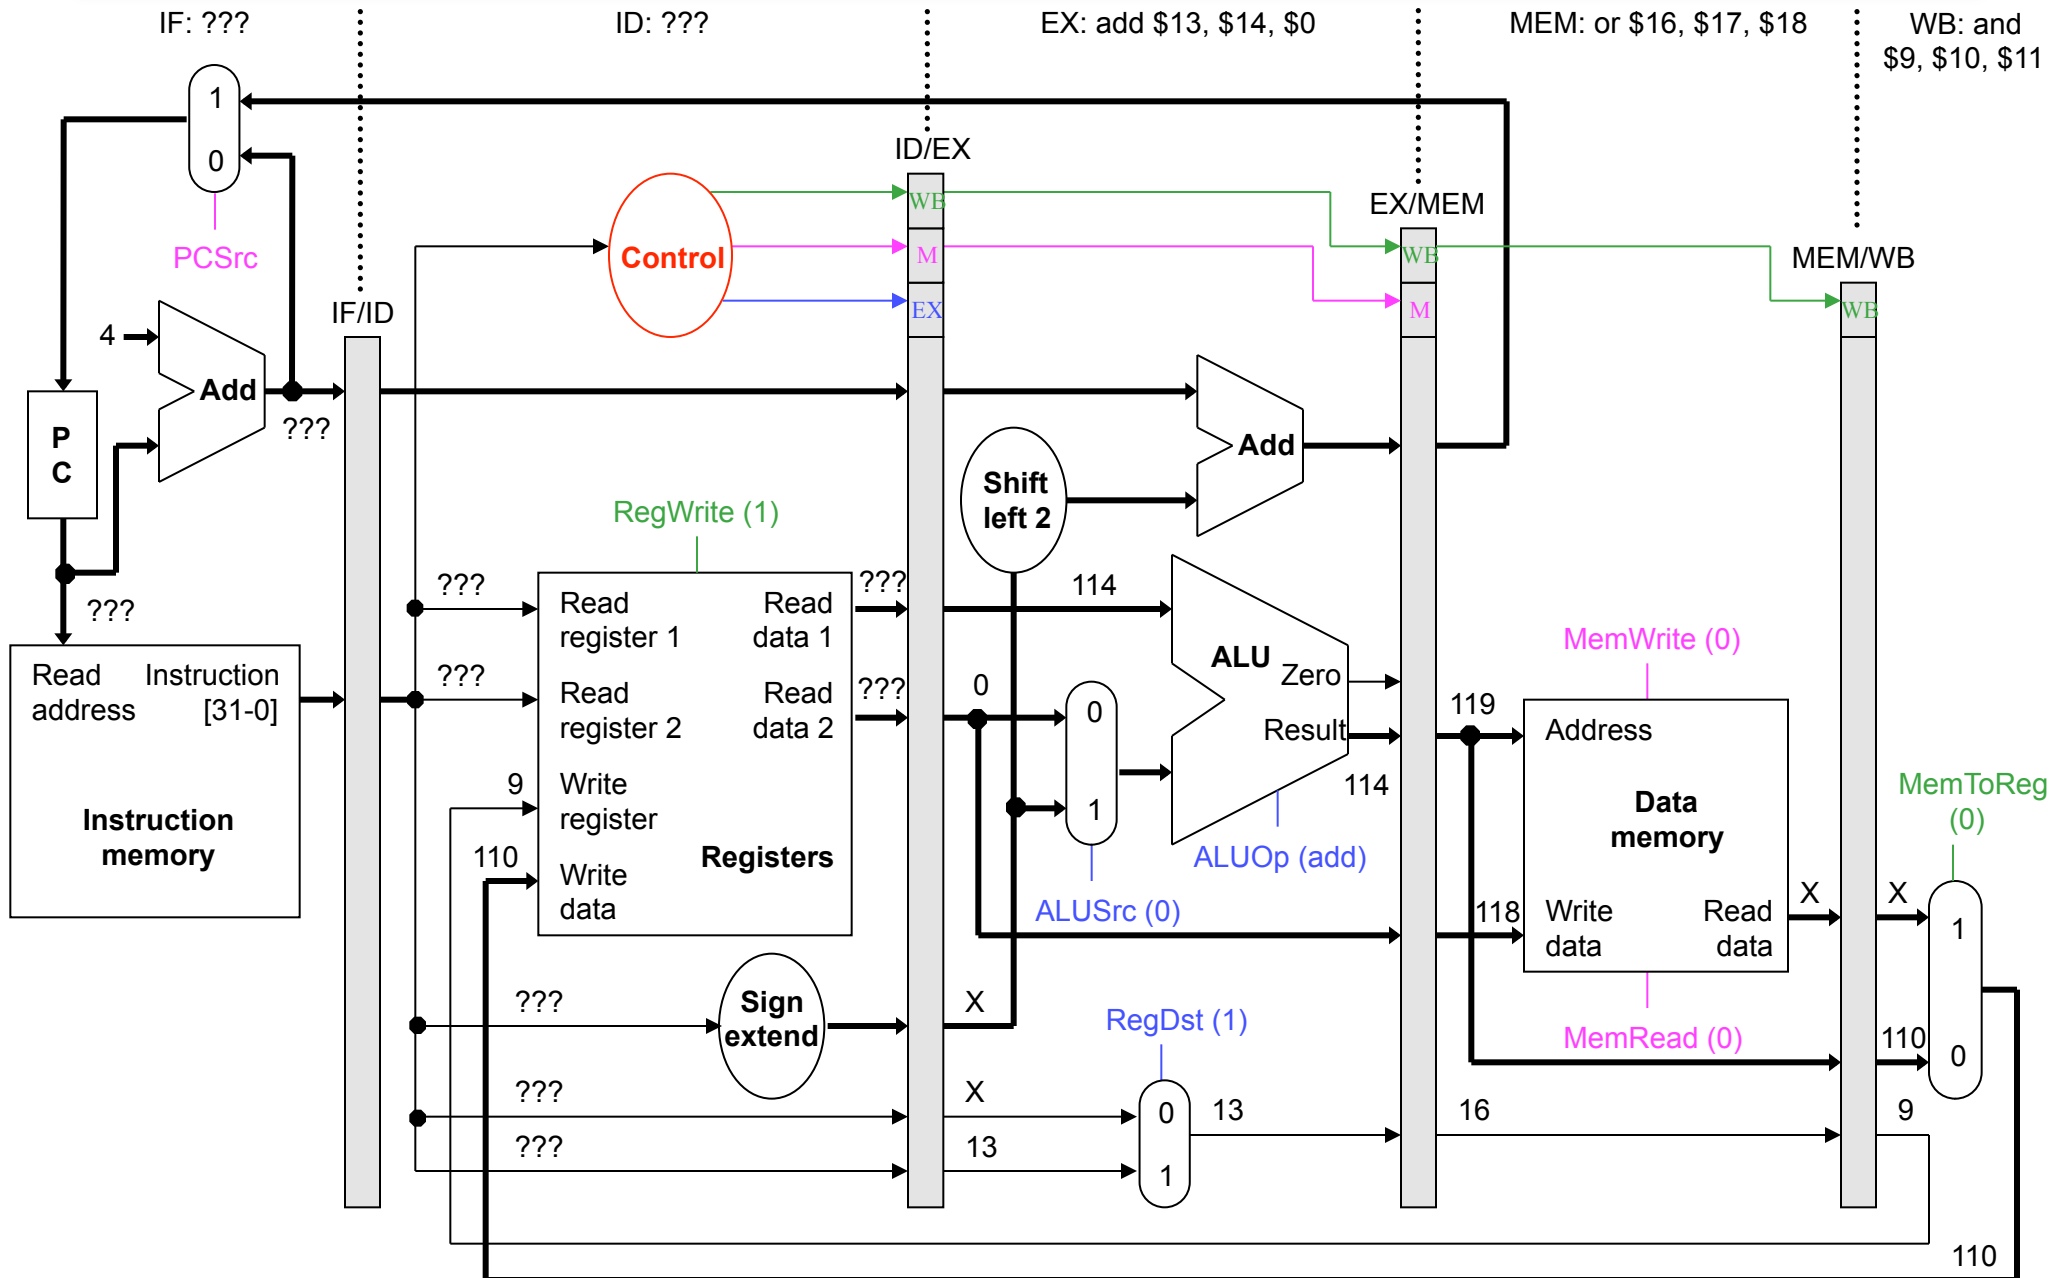 IF: ???
ID: ???
EX: add $13, $14, $0
MEM: or $16, $17, $18
WB: and
$9, $10, $11
1
0
PCSrc
ID/EX
WB
M
EX
Control
EX/MEM
WB
M
MEM/WB
WB
IF/ID
4
Add
???
P
C
???
Add
Shift
left 2
RegWrite (1)
???
???
9
110
Read
register 1
Read
data 1
Read
register 2
Read
data 2
Write
register
Write
data
Registers
???
???
114
0
0
1
ALUSrc (0)
ALU
Zero
Result
114
ALUOp (add)
Read
address
Instruction
[31-0]
Instruction
memory
MemWrite (0)
119
Address
Data
memory
118
Write
data
Read
data
MemRead (0)
X
X
MemToReg
(0)
1
0
110
???
Sign
extend
X
RegDst (1)
???
X
0
1
13
16
9
???
13
110